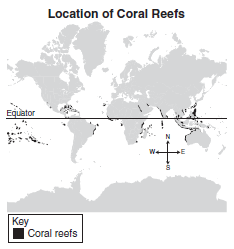 Location of Coral Reefs
Equator
N
W E
S
Key
Coral reefs